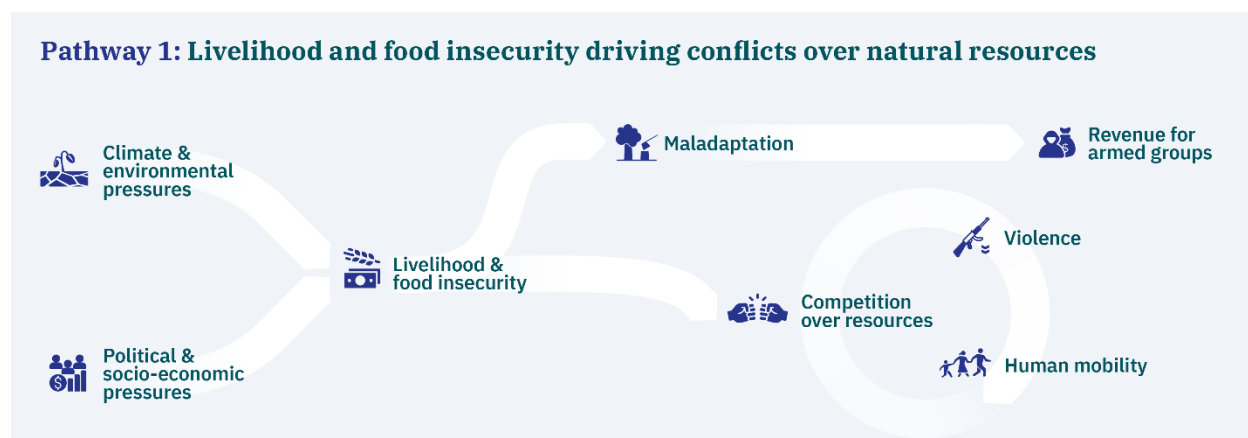 Pathway 1: Livelihood and food insecurity driving conflicts over natural resources
Climate &
environmental
pressures
Political &
socio-economic
pressures
Livelihood &
food insecurity
Maladaptation
Revenue for
armed groups
Competition
over resources
Violence
Human mobility